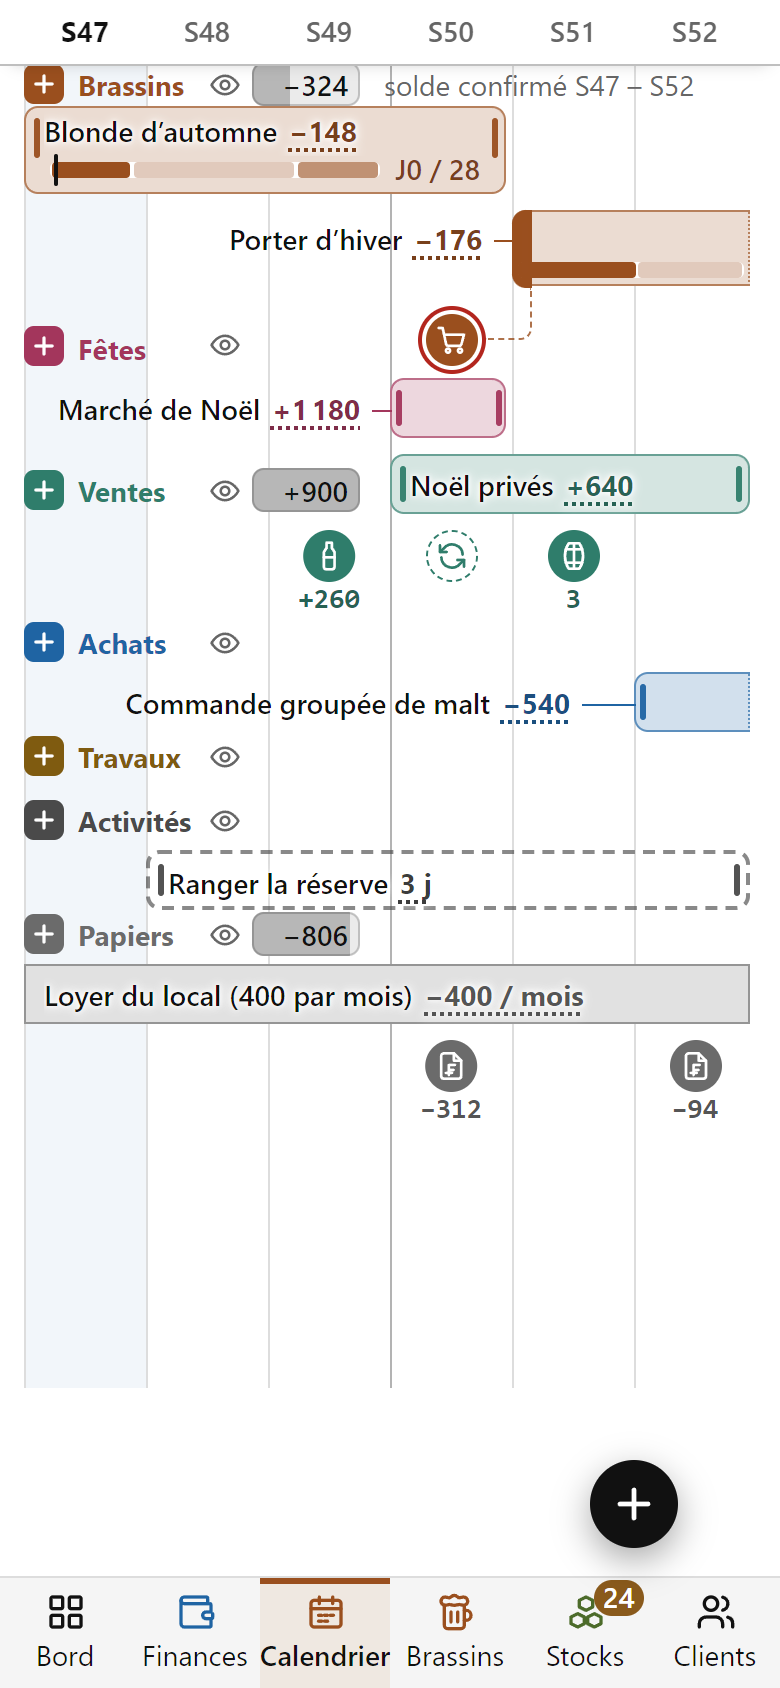 S47 S48 S49 S50 S51 S52
Brassins −324 solde confirmé S47 – S52
Blonde d’automne −148
J0 / 28
Porter d’hiver −176
Fêtes
Marché de Noël +1 180
Ventes +900
Noël privés +640
+260 3
Achats
Commande groupée de malt −540
Travaux
Activités
Ranger la réserve 3 j
Papiers −806
Loyer du local (400 par mois) −400 / mois
−312 −94
24
Bord Finances Calendrier Brassins Stocks Clients